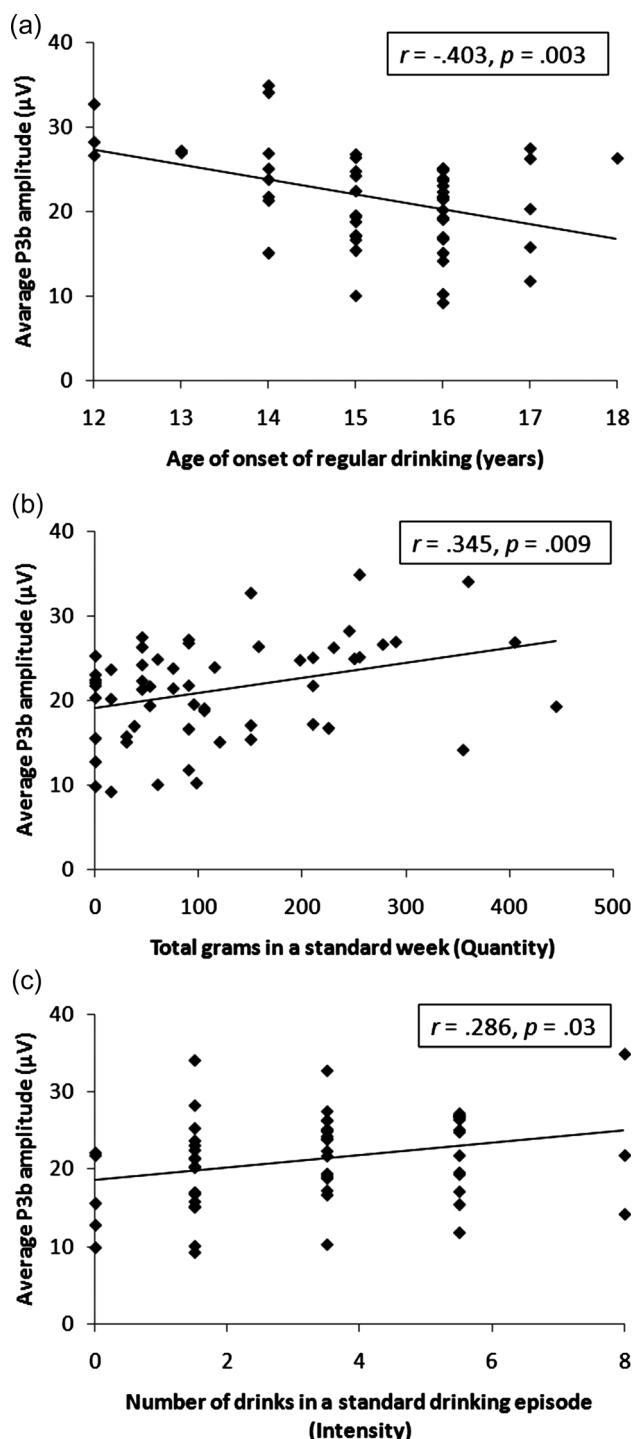 (a)
r = -.403, p = .003
Avarage P3b amplitude (µV)
40
30
20
10
0
12 13 14 15 16 17 18
Age of onset of regular drinking (years)
(b)
r = .345, p = .009
Average P3b amplitude (µV)
40
30
20
10
0
0 100 200 300 400 500
Total grams in a standard week (Quantity)
(c)
r = .286, p = .03
Average P3b amplitude (µV)
40
30
20
10
0
0 2 4 6 8
Number of drinks in a standard drinking episode
(Intensity)